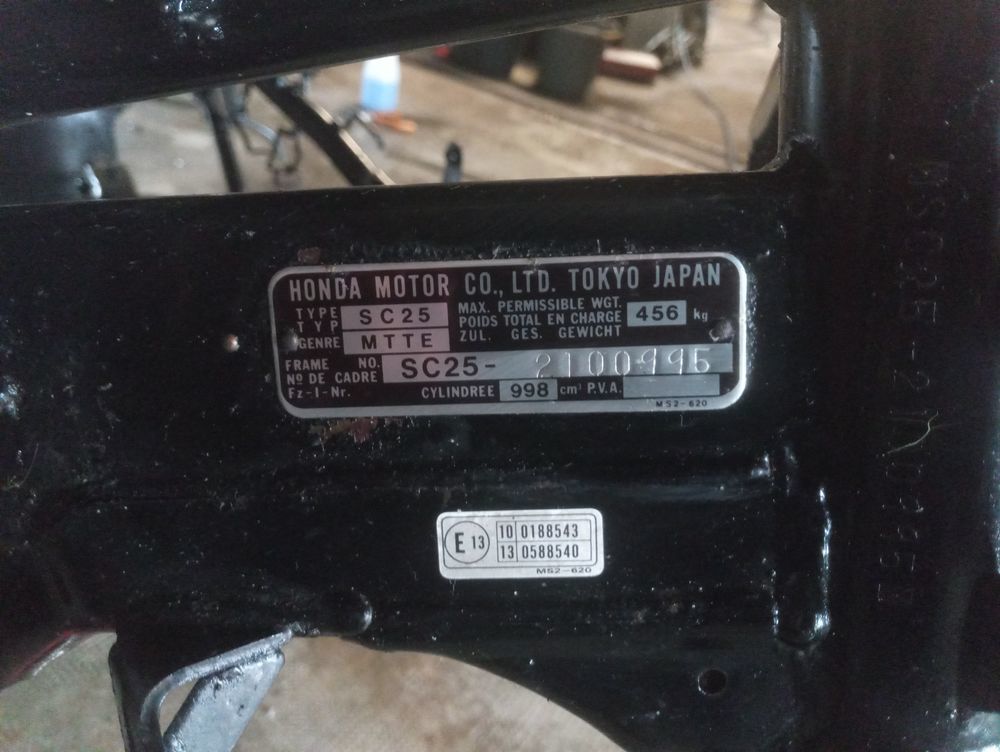 HONDA MOTOR CO., LTD. TOKYO JAPAN
TYPE
TYP
SC25
GENRE
MTTE
MAX. PERMISSIBLE WGT.
POIDS TOTAL EN CHARGE
ZUL. GES. GEWICHT
456 kg
FRAME NO.
Nº DE CADRE
Fz-I-Nr.
SC25- 2100995
CYLINDREE 998 cm³ P.V.A.
MS2-620
E 13
10 0188543
13 0588540
MS2-620